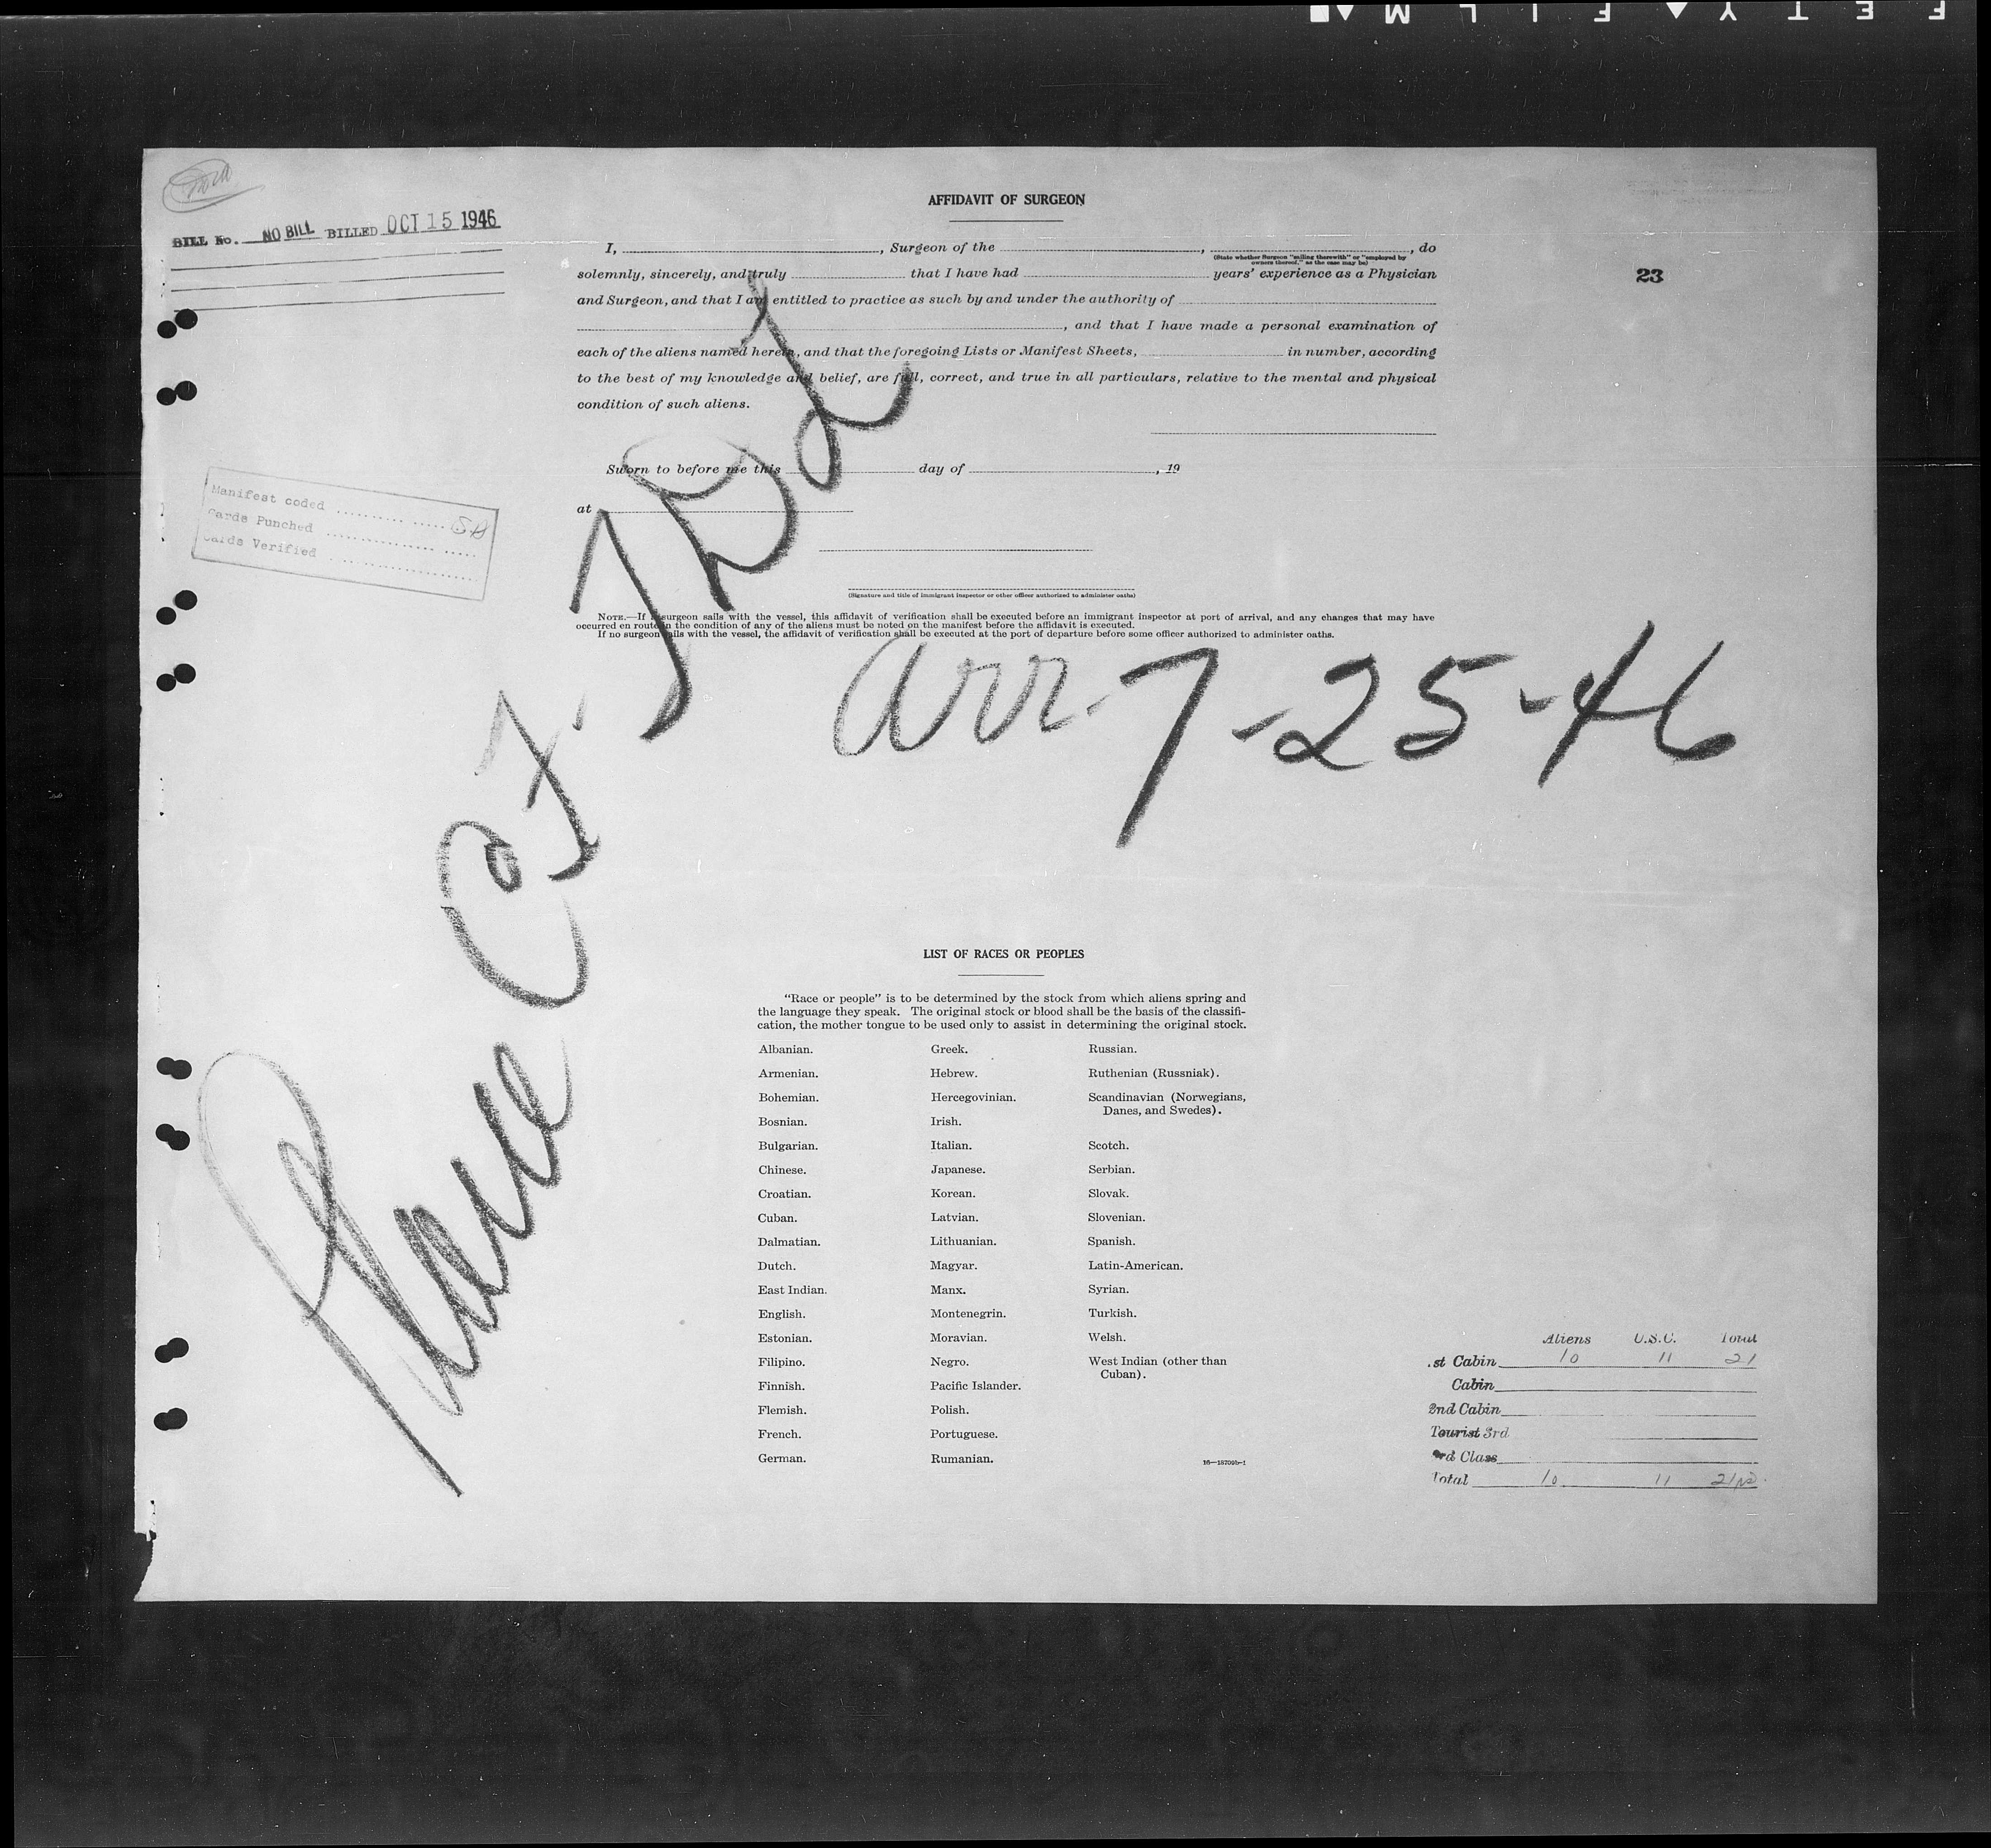 BILL No. NO BILL BILLED OCT 15 1946
AFFIDAVIT OF SURGEON
I, , Surgeon of the , , do
(State whether Surgeon "sailing therewith" or "employed by
owners thereof," as the case may be)
solemnly, sincerely, and truly that I have had years' experience as a Physician
23
and Surgeon, and that I am entitled to practice as such by and under the authority of
, and that I have made a personal examination of
each of the aliens named herein, and that the foregoing Lists or Manifest Sheets, in number, according
to the best of my knowledge and belief, are full, correct, and true in all particulars, relative to the mental and physical
condition of such aliens.
Sworn to before me this day of , 19
at
Manifest coded SH
Cards Punched
Cards Verified
(Signature and title of immigrant inspector or other officer authorized to administer oaths)
NOTE.—If a surgeon sails with the vessel, this affidavit of verification shall be executed before an immigrant inspector at port of arrival, and any changes that may have
occurred en route in the condition of any of the aliens must be noted on the manifest before the affidavit is executed.
If no surgeon sails with the vessel, the affidavit of verification shall be executed at the port of departure before some officer authorized to administer oaths.
Plane
arr-7-25-46
LIST OF RACES OR PEOPLES
"Race or people" is to be determined by the stock from which aliens spring and
the language they speak. The original stock or blood shall be the basis of the classifi-
cation, the mother tongue to be used only to assist in determining the original stock.
Albanian.
Armenian.
Bohemian.
Bosnian.
Bulgarian.
Chinese.
Croatian.
Cuban.
Dalmatian.
Dutch.
East Indian.
English.
Estonian.
Filipino.
Finnish.
Flemish.
French.
German.
Greek.
Hebrew.
Hercegovinian.
Irish.
Italian.
Japanese.
Korean.
Latvian.
Lithuanian.
Magyar.
Manx.
Montenegrin.
Moravian.
Negro.
Pacific Islander.
Polish.
Portuguese.
Rumanian.
Russian.
Ruthenian (Russniak).
Scandinavian (Norwegians,
Danes, and Swedes).
Scotch.
Serbian.
Slovak.
Slovenian.
Spanish.
Latin-American.
Syrian.
Turkish.
Welsh.
West Indian (other than
Cuban).
Aliens U.S.C. Total
.st Cabin 10 11 21
Cabin
2nd Cabin
Tourist 3rd
rd Class
Total 10 11 21